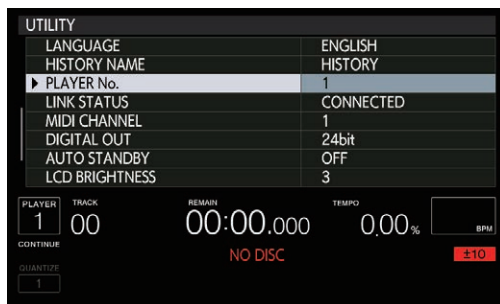 UTILITY
LANGUAGE ENGLISH
HISTORY NAME HISTORY
PLAYER No. 1
LINK STATUS CONNECTED
MIDI CHANNEL 1
DIGITAL OUT 24bit
AUTO STANDBY OFF
LCD BRIGHTNESS 3
PLAYER TRACK REMAIN TEMPO
1 00 00:00.000 0.00% BPM
CONTINUE
NO DISC ±10
QUANTIZE
1